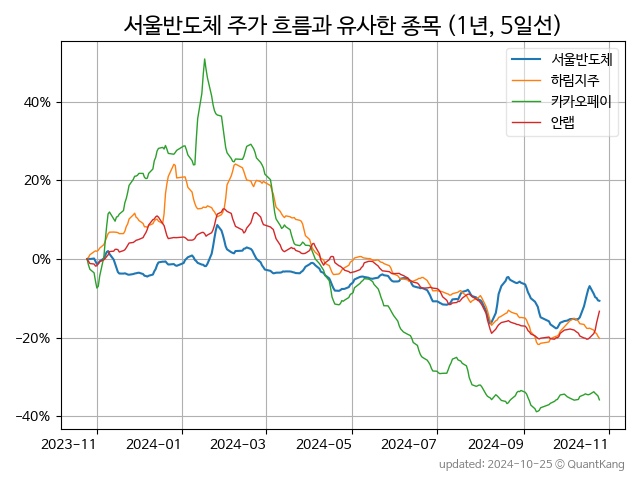 서울반도체 주가 흐름과 유사한 종목 (1년, 5일선)
서울반도체
하림지주
카카오페이
안랩
40%
20%
0%
−20%
−40%
2023−11
2024−01
2024−03
2024−05
2024−07
2024−09
2024−11
updated: 2024-10-25 © QuantKang